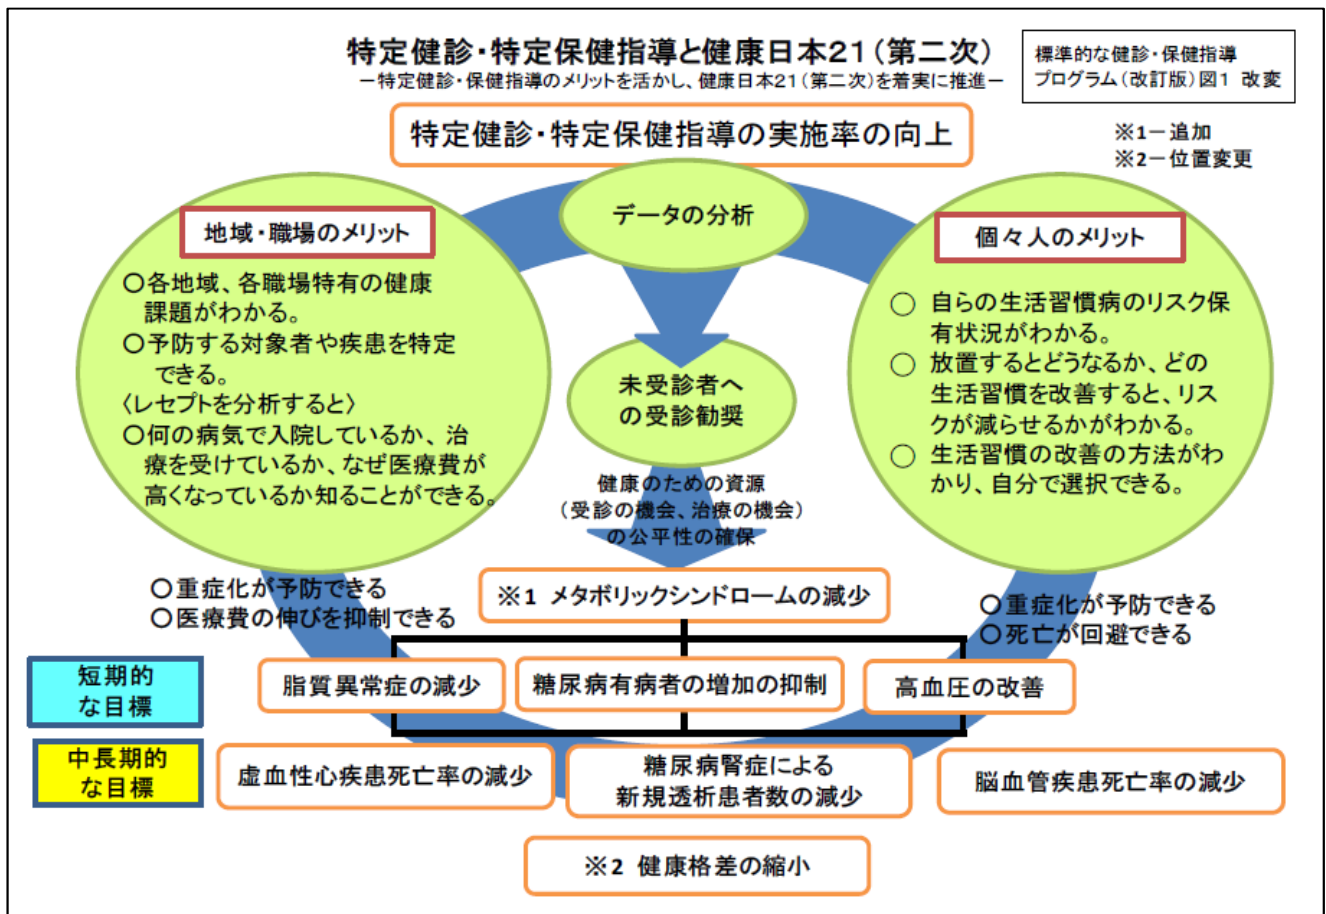 特定健診・特定保健指導と健康日本21(第二次)
－特定健診・保健指導のメリットを活かし、健康日本21(第二次)を着実に推進－
標準的な健診・保健指導
プログラム(改訂版)図1 改変
※1－追加
※2－位置変更
特定健診・特定保健指導の実施率の向上
データの分析
地域・職場のメリット
○各地域、各職場特有の健康
課題がわかる。
○予防する対象者や疾患を特定
できる。
〈レセプトを分析すると〉
○何の病気で入院しているか、治
療を受けているか、なぜ医療費が
高くなっているか知ることができる。
未受診者へ
の受診勧奨
健康のための資源
(受診の機会、治療の機会)
の公平性の確保
個々人のメリット
○ 自らの生活習慣病のリスク保
有状況がわかる。
○ 放置するとどうなるか、どの
生活習慣を改善すると、リス
クが減らせるかがわかる。
○ 生活習慣の改善の方法がわ
かり、自分で選択できる。
○重症化が予防できる
○医療費の伸びを抑制できる
※1 メタボリックシンドロームの減少
○重症化が予防できる
○死亡が回避できる
短期的
な目標
脂質異常症の減少
糖尿病有病者の増加の抑制
高血圧の改善
中長期的
な目標
虚血性心疾患死亡率の減少
糖尿病腎症による
新規透析患者数の減少
脳血管疾患死亡率の減少
※2 健康格差の縮小